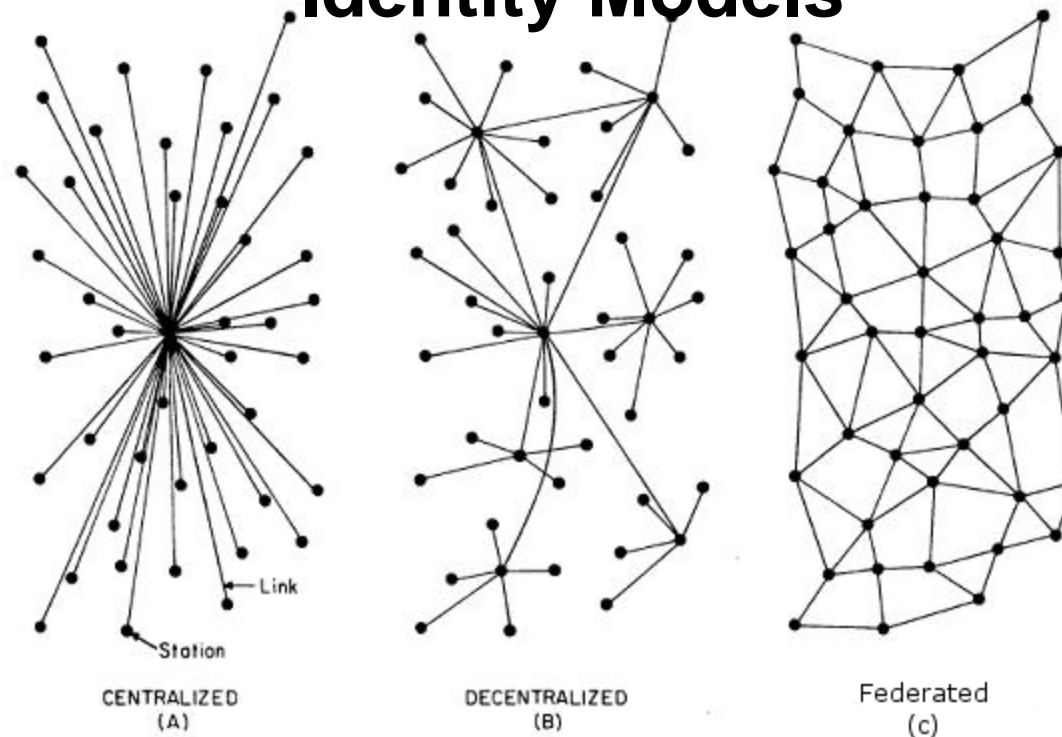 Identity Models
Link
Station
CENTRALIZED
(A)
DECENTRALIZED
(B)
Federated
(c)